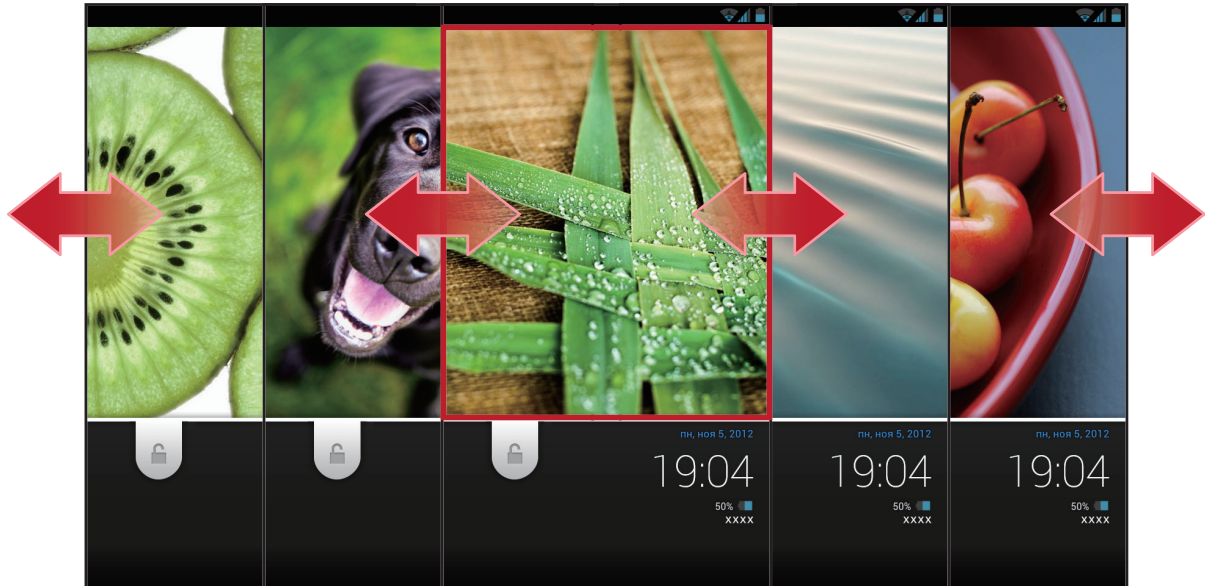 пн, ноя 5, 2012
19:04
50%
xxxx
пн, ноя 5, 2012
19:04
50%
xxxx
пн, ноя 5, 2012
19:04
50%
xxxx